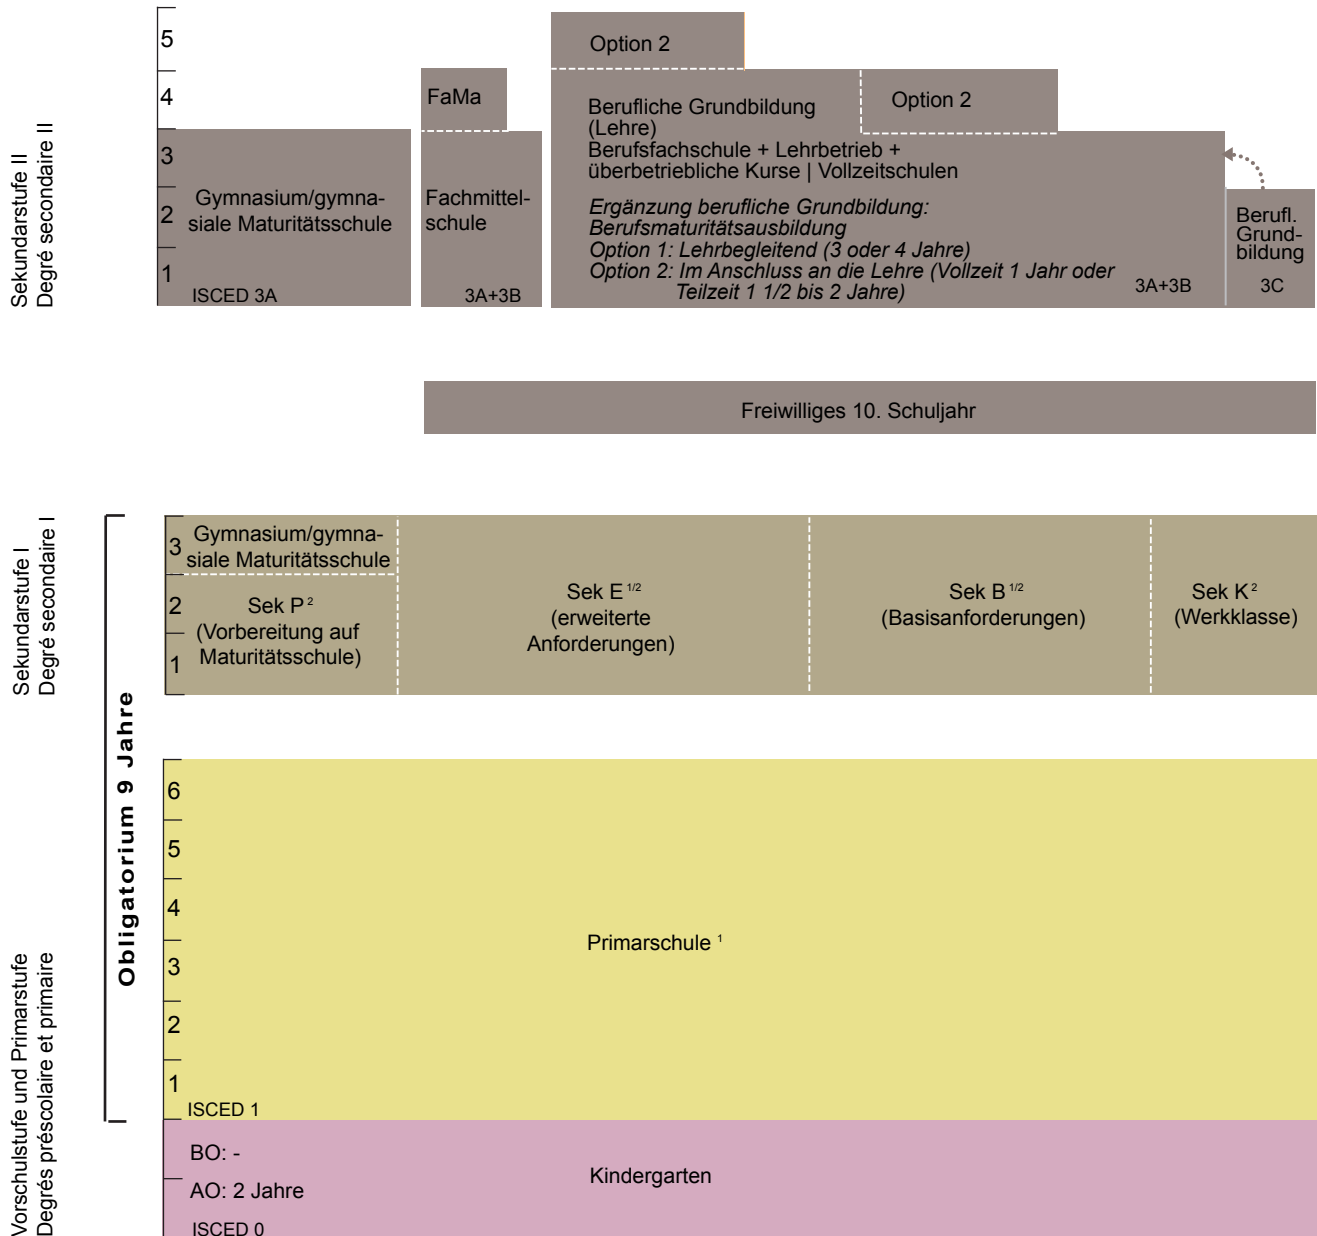 Sekundarstufe II
Degré secondaire II
5
4
3
2
1
Gymnasium/gymna-
siale Maturitätsschule
ISCED 3A
FaMa
Fachmittel-
schule
3A+3B
Option 2
Option 2
Berufliche Grundbildung
(Lehre)
Berufsfachschule + Lehrbetrieb +
überbetriebliche Kurse | Vollzeitschulen
Ergänzung berufliche Grundbildung:
Berufsmaturitätsausbildung
Option 1: Lehrbegleitend (3 oder 4 Jahre)
Option 2: Im Anschluss an die Lehre (Vollzeit 1 Jahr oder
Teilzeit 1 1/2 bis 2 Jahre)
3A+3B
Berufl.
Grund-
bildung
3C
Freiwilliges 10. Schuljahr
Sekundarstufe I
Degré secondaire I
Obligatorium 9 Jahre
3
2
1
Gymnasium/gymna-
siale Maturitätsschule
Sek P 2
(Vorbereitung auf
Maturitätsschule)
Sek E 1/2
(erweiterte
Anforderungen)
Sek B 1/2
(Basisanforderungen)
Sek K 2
(Werkklasse)
Vorschulstufe und Primarstufe
Degrés préscolaire et primaire
6
5
4
3
2
1
Primarschule 1
ISCED 1
BO: -
AO: 2 Jahre
Kindergarten
ISCED 0